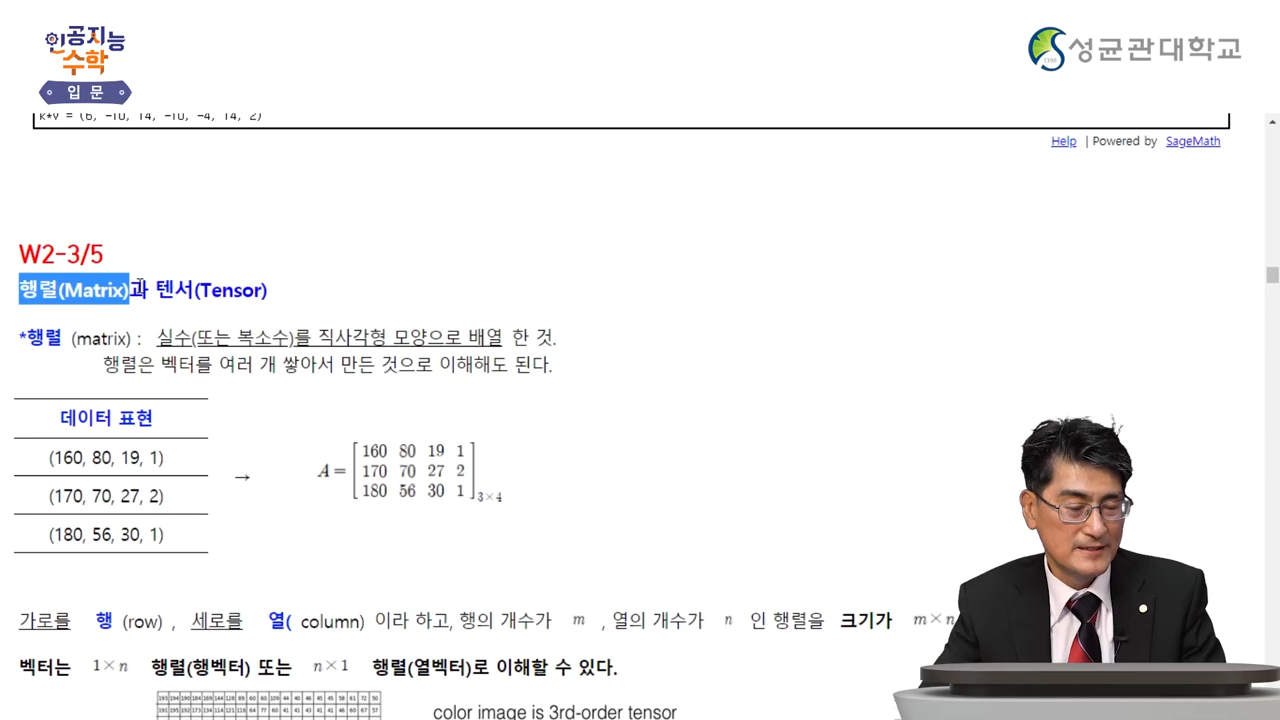 인공지능
수학
입문
성균관대학교
1398
k*v = (6, -10, 14, -10, -4, 14, 2)
Help | Powered by SageMath
W2-3/5
행렬(Matrix)과 텐서(Tensor)
*행렬 (matrix) : 실수(또는 복소수)를 직사각형 모양으로 배열 한 것.
행렬은 벡터를 여러 개 쌓아서 만든 것으로 이해해도 된다.
데이터 표현
(160, 80, 19, 1)
(170, 70, 27, 2)
(180, 56, 30, 1)
→
A = [160 80 19 1
170 70 27 2
180 56 30 1] 3×4
가로를 행 (row) , 세로를 열( column) 이라 하고, 행의 개수가 m , 열의 개수가 n 인 행렬을 크기가 m×n
벡터는 1×n 행렬(행벡터) 또는 n×1 행렬(열벡터)로 이해할 수 있다.
color image is 3rd-order tensor